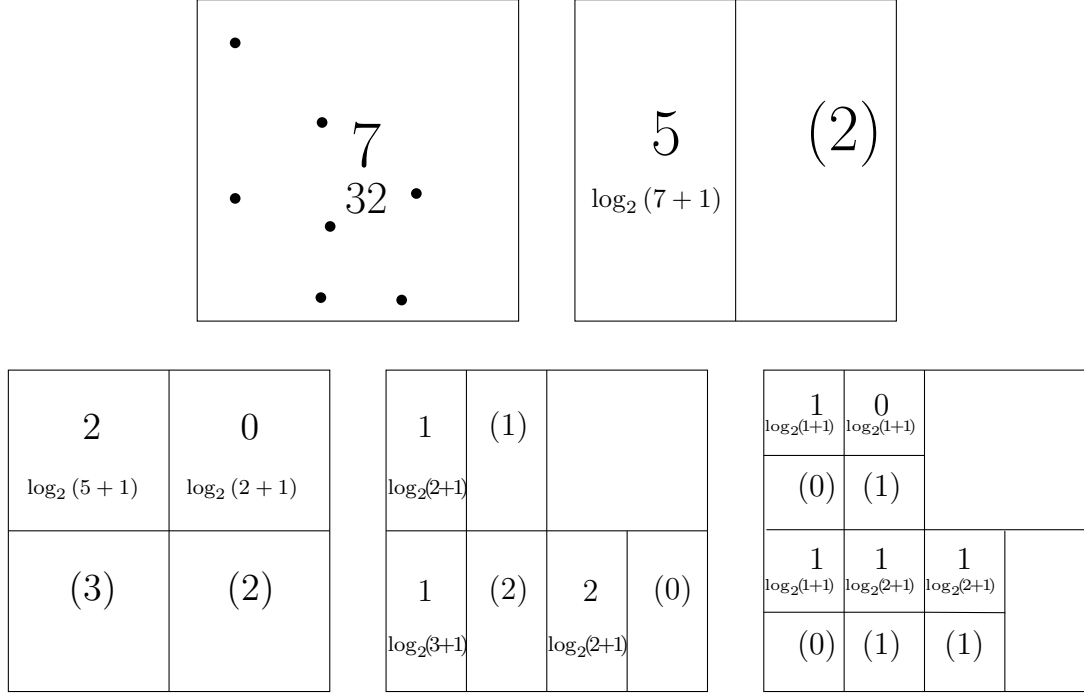 7
32
5
(2)
log₂ (7 + 1)
2
0
log₂ (5 + 1)
log₂ (2 + 1)
(3)
(2)
1
(1)
log₂(2+1)
1
(2)
2
(0)
log₂(3+1)
log₂(2+1)
1
0
log₂(1+1)
log₂(1+1)
(0)
(1)
1
1
1
log₂(1+1)
log₂(2+1)
log₂(2+1)
(0)
(1)
(1)